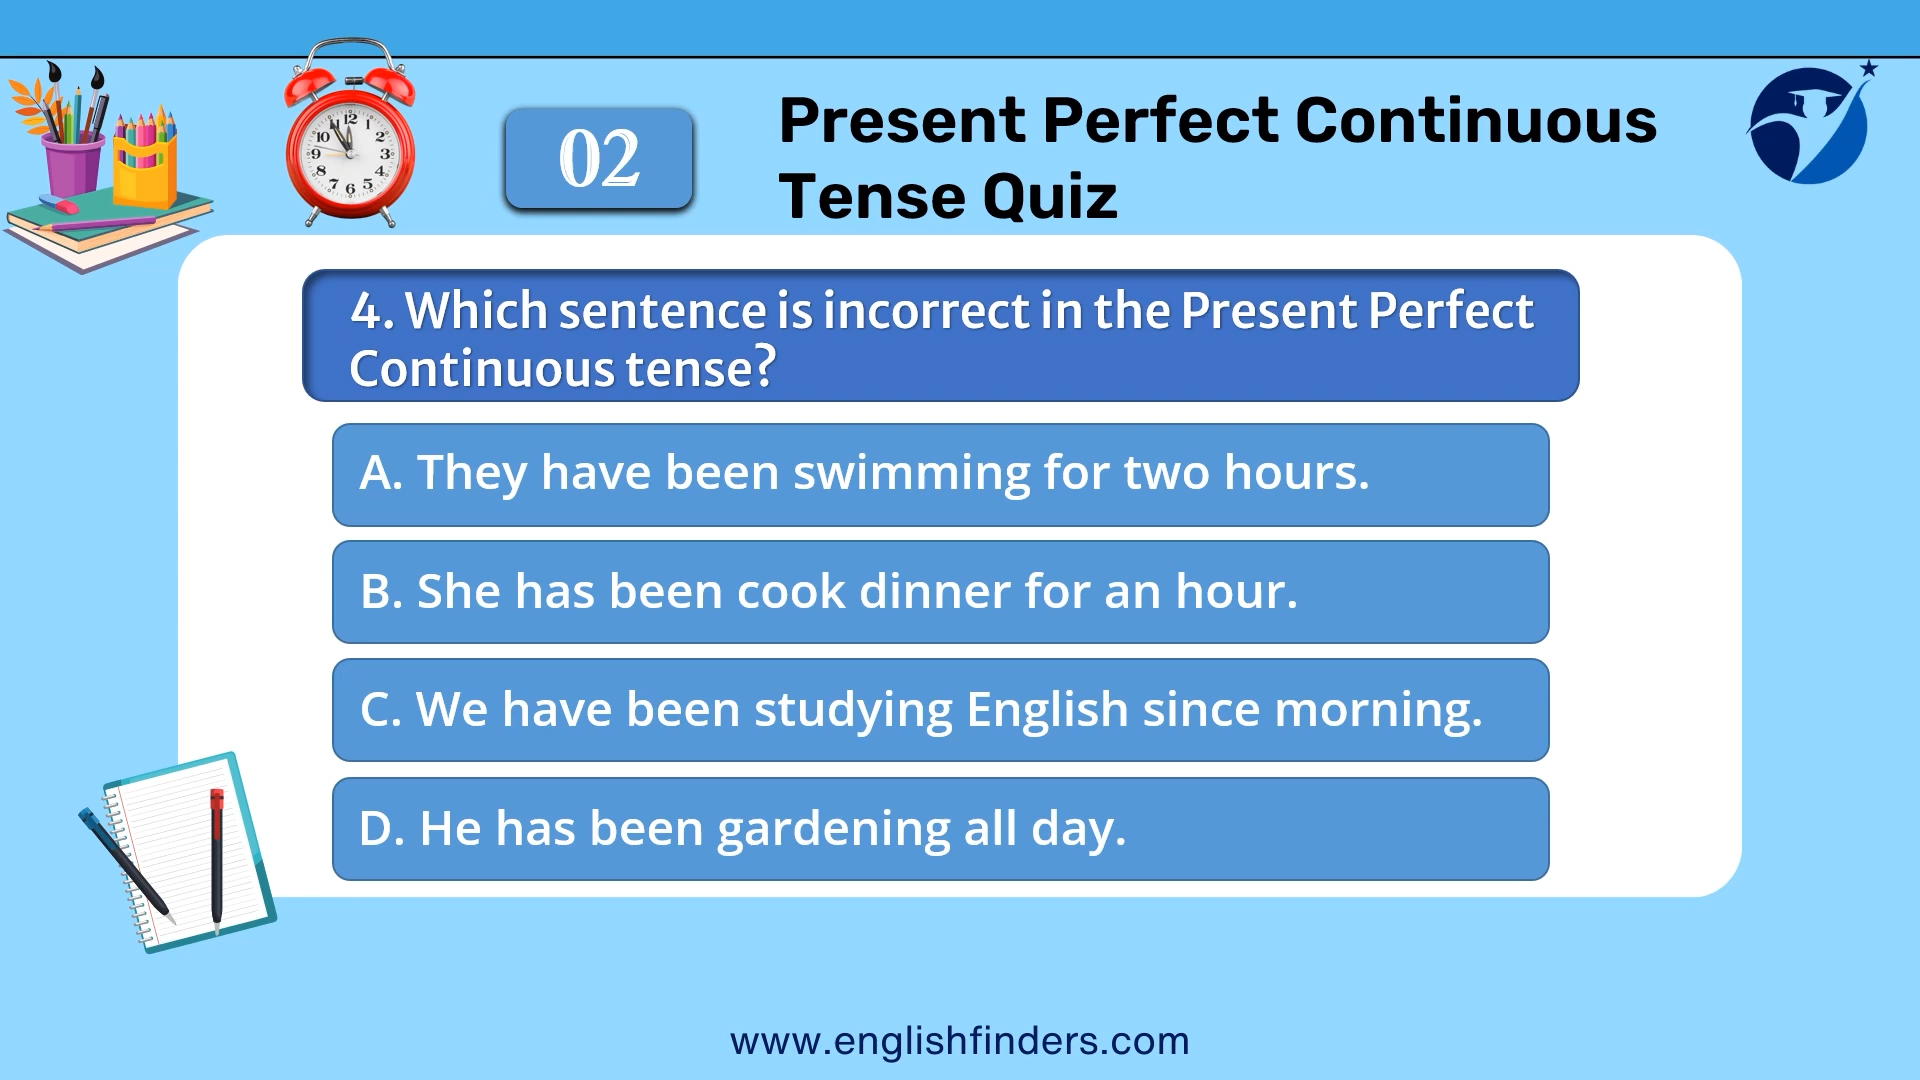 02
Present Perfect Continuous
Tense Quiz
4. Which sentence is incorrect in the Present Perfect
Continuous tense?
A. They have been swimming for two hours.
B. She has been cook dinner for an hour.
C. We have been studying English since morning.
D. He has been gardening all day.
www.englishfinders.com